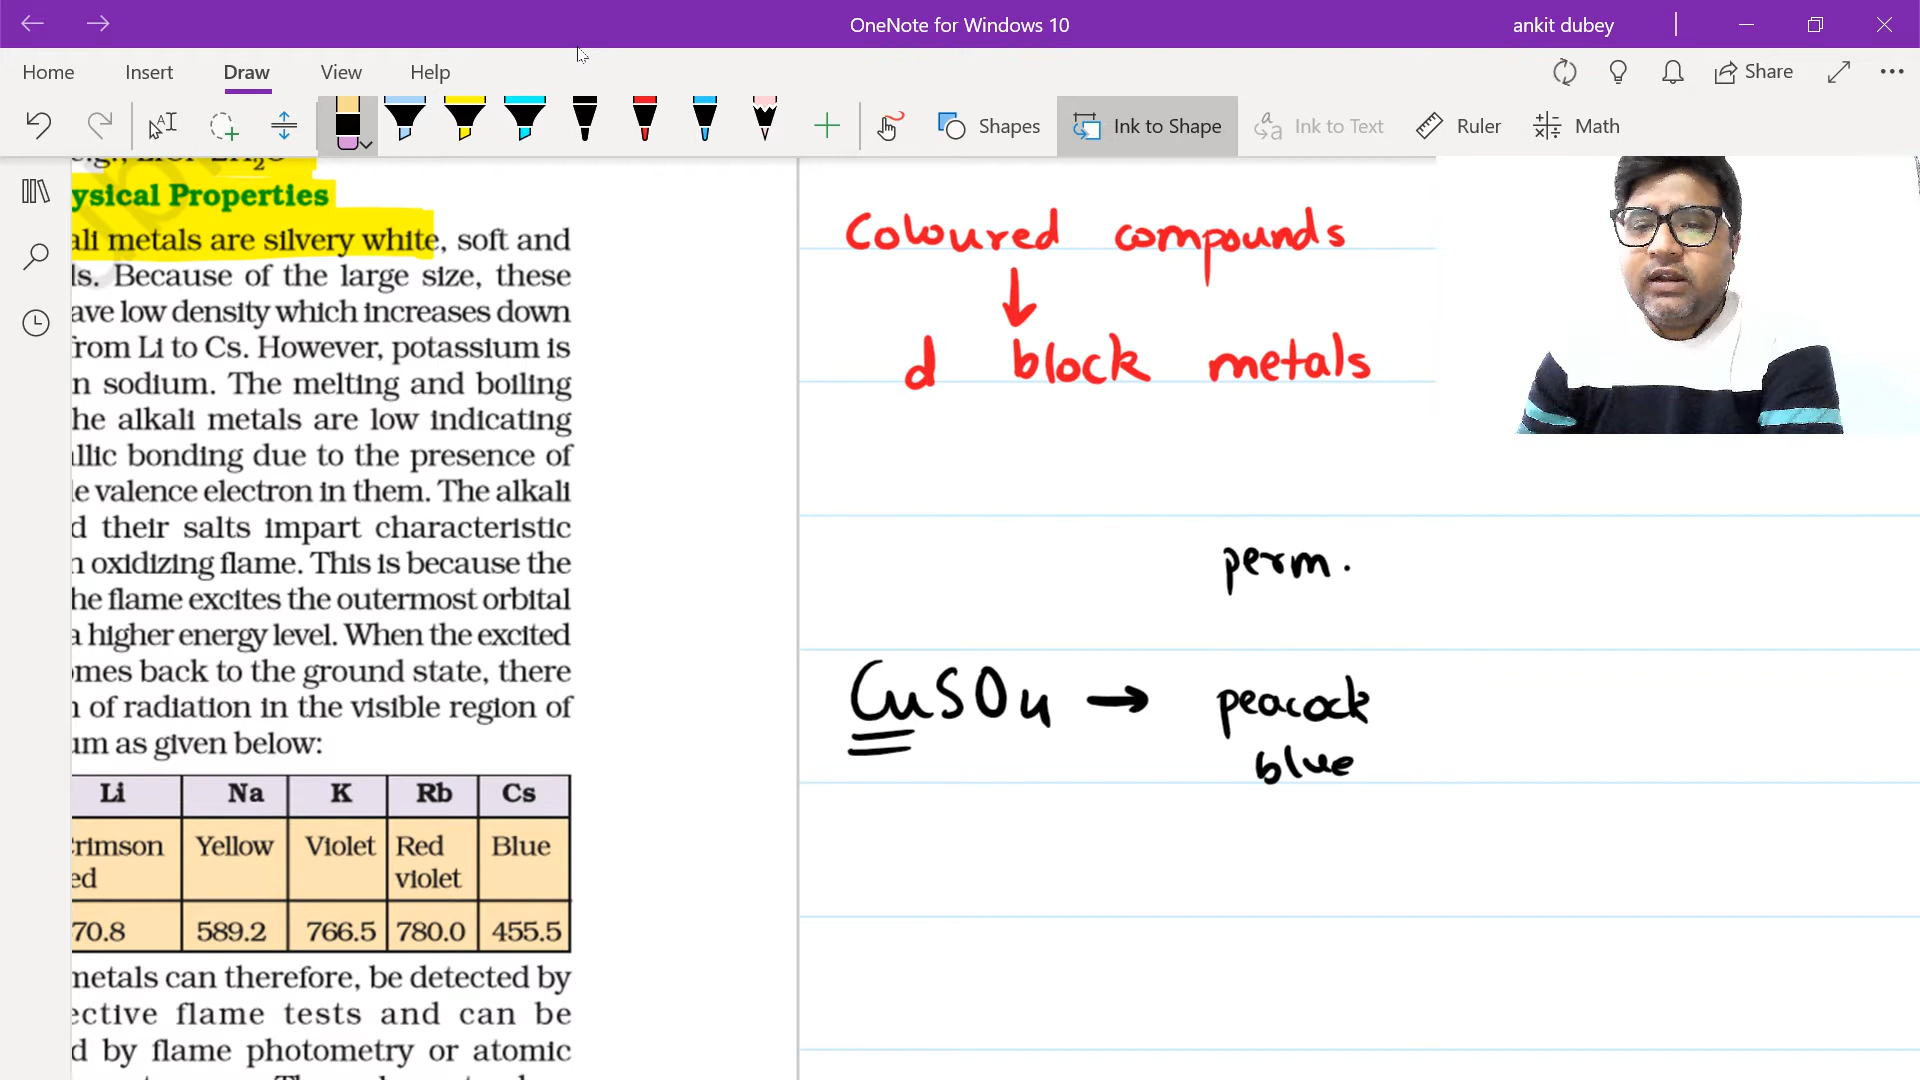 OneNote for Windows 10
ankit dubey
Home Insert Draw View Help
Share
Shapes Ink to Shape Ink to Text Ruler Math
ysical Properties
ali metals are silvery white, soft and
ls. Because of the large size, these
ave low density which increases down
from Li to Cs. However, potassium is
n sodium. The melting and boiling
he alkali metals are low indicating
llic bonding due to the presence of
le valence electron in them. The alkali
d their salts impart characteristic
n oxidizing flame. This is because the
he flame excites the outermost orbital
a higher energy level. When the excited
omes back to the ground state, there
n of radiation in the visible region of
um as given below:
Li Na K Rb Cs
rimson Yellow Violet Red Blue
ed violet
70.8 589.2 766.5 780.0 455.5
metals can therefore, be detected by
ective flame tests and can be
d by flame photometry or atomic
Coloured compounds
↓
d block metals
perm.
CuSO4 → peacock
blue